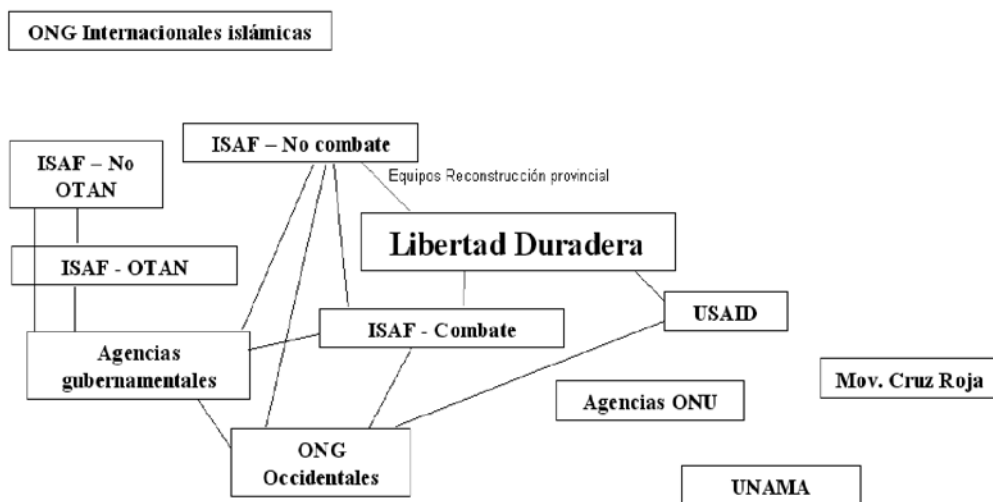 ONG Internacionales islámicas
ISAF – No combate
ISAF – No
OTAN
Equipos Reconstrucción provincial
Libertad Duradera
ISAF - OTAN
USAID
ISAF - Combate
Agencias
gubernamentales
Mov. Cruz Roja
Agencias ONU
ONG
Occidentales
UNAMA